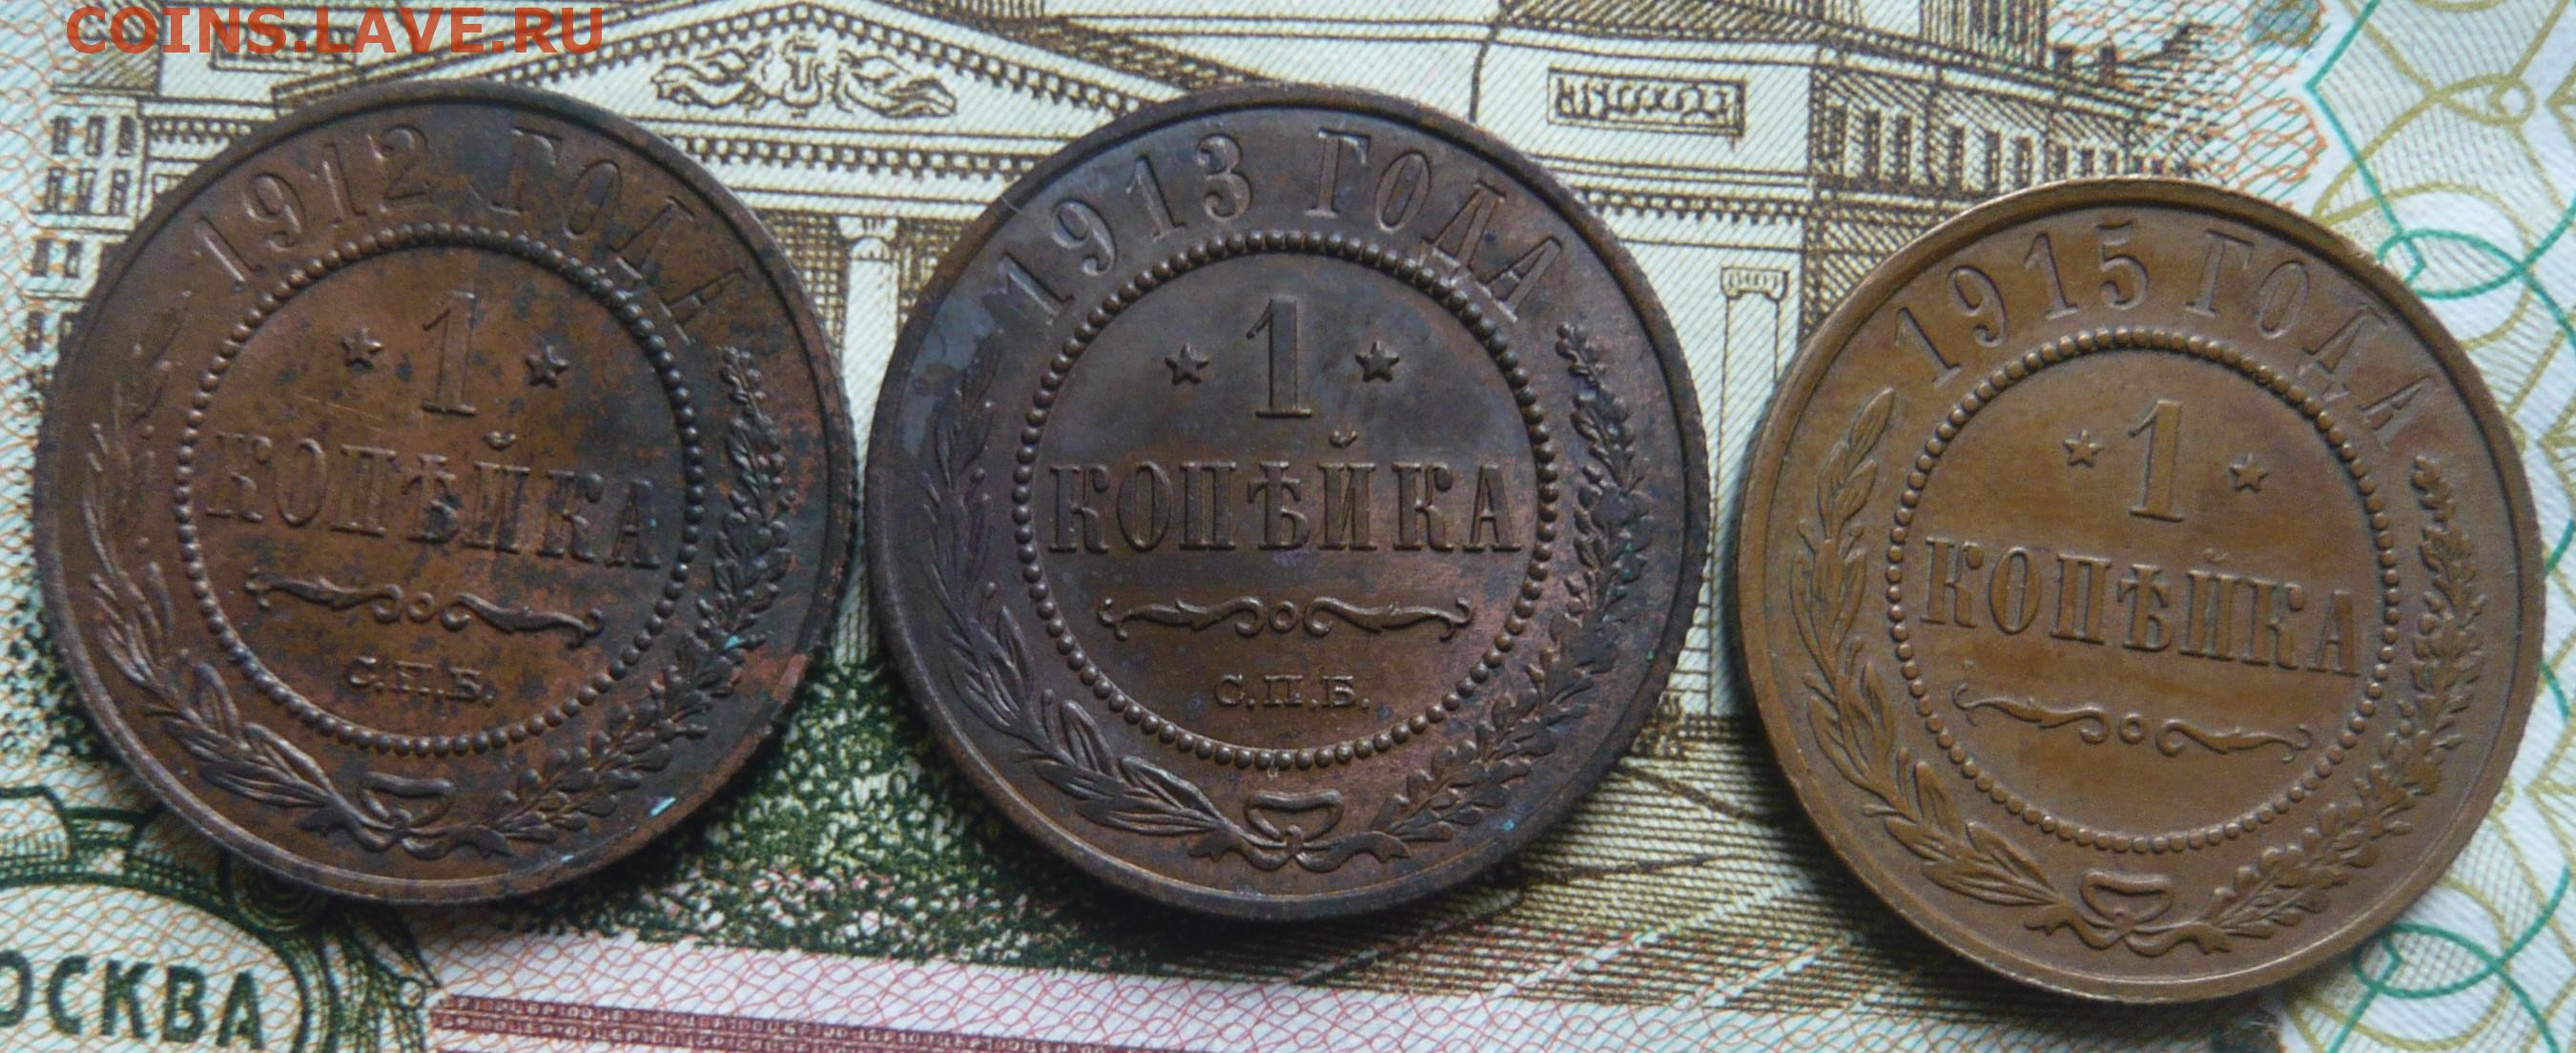 COINS.LAVE.RU
1912 ГОДА
1
КОПѢЙКА
С.П.Б.
1913 ГОДА
1
КОПѢЙКА
С.П.Б.
1915 ГОДА
1
КОПѢЙКА
ОСКВА